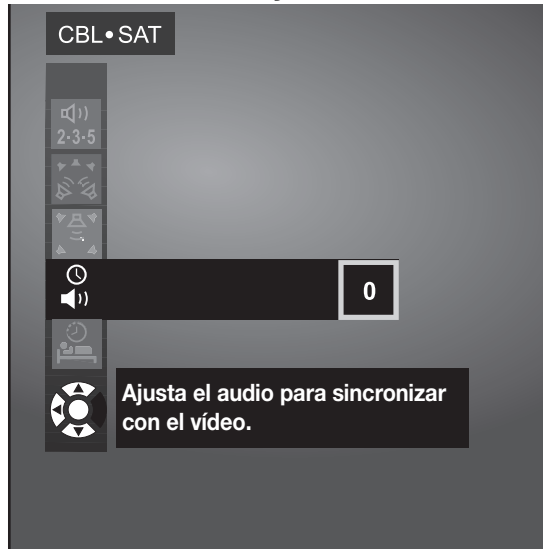 CBL•SAT
2·3·5
0
Ajusta el audio para sincronizar
con el vídeo.